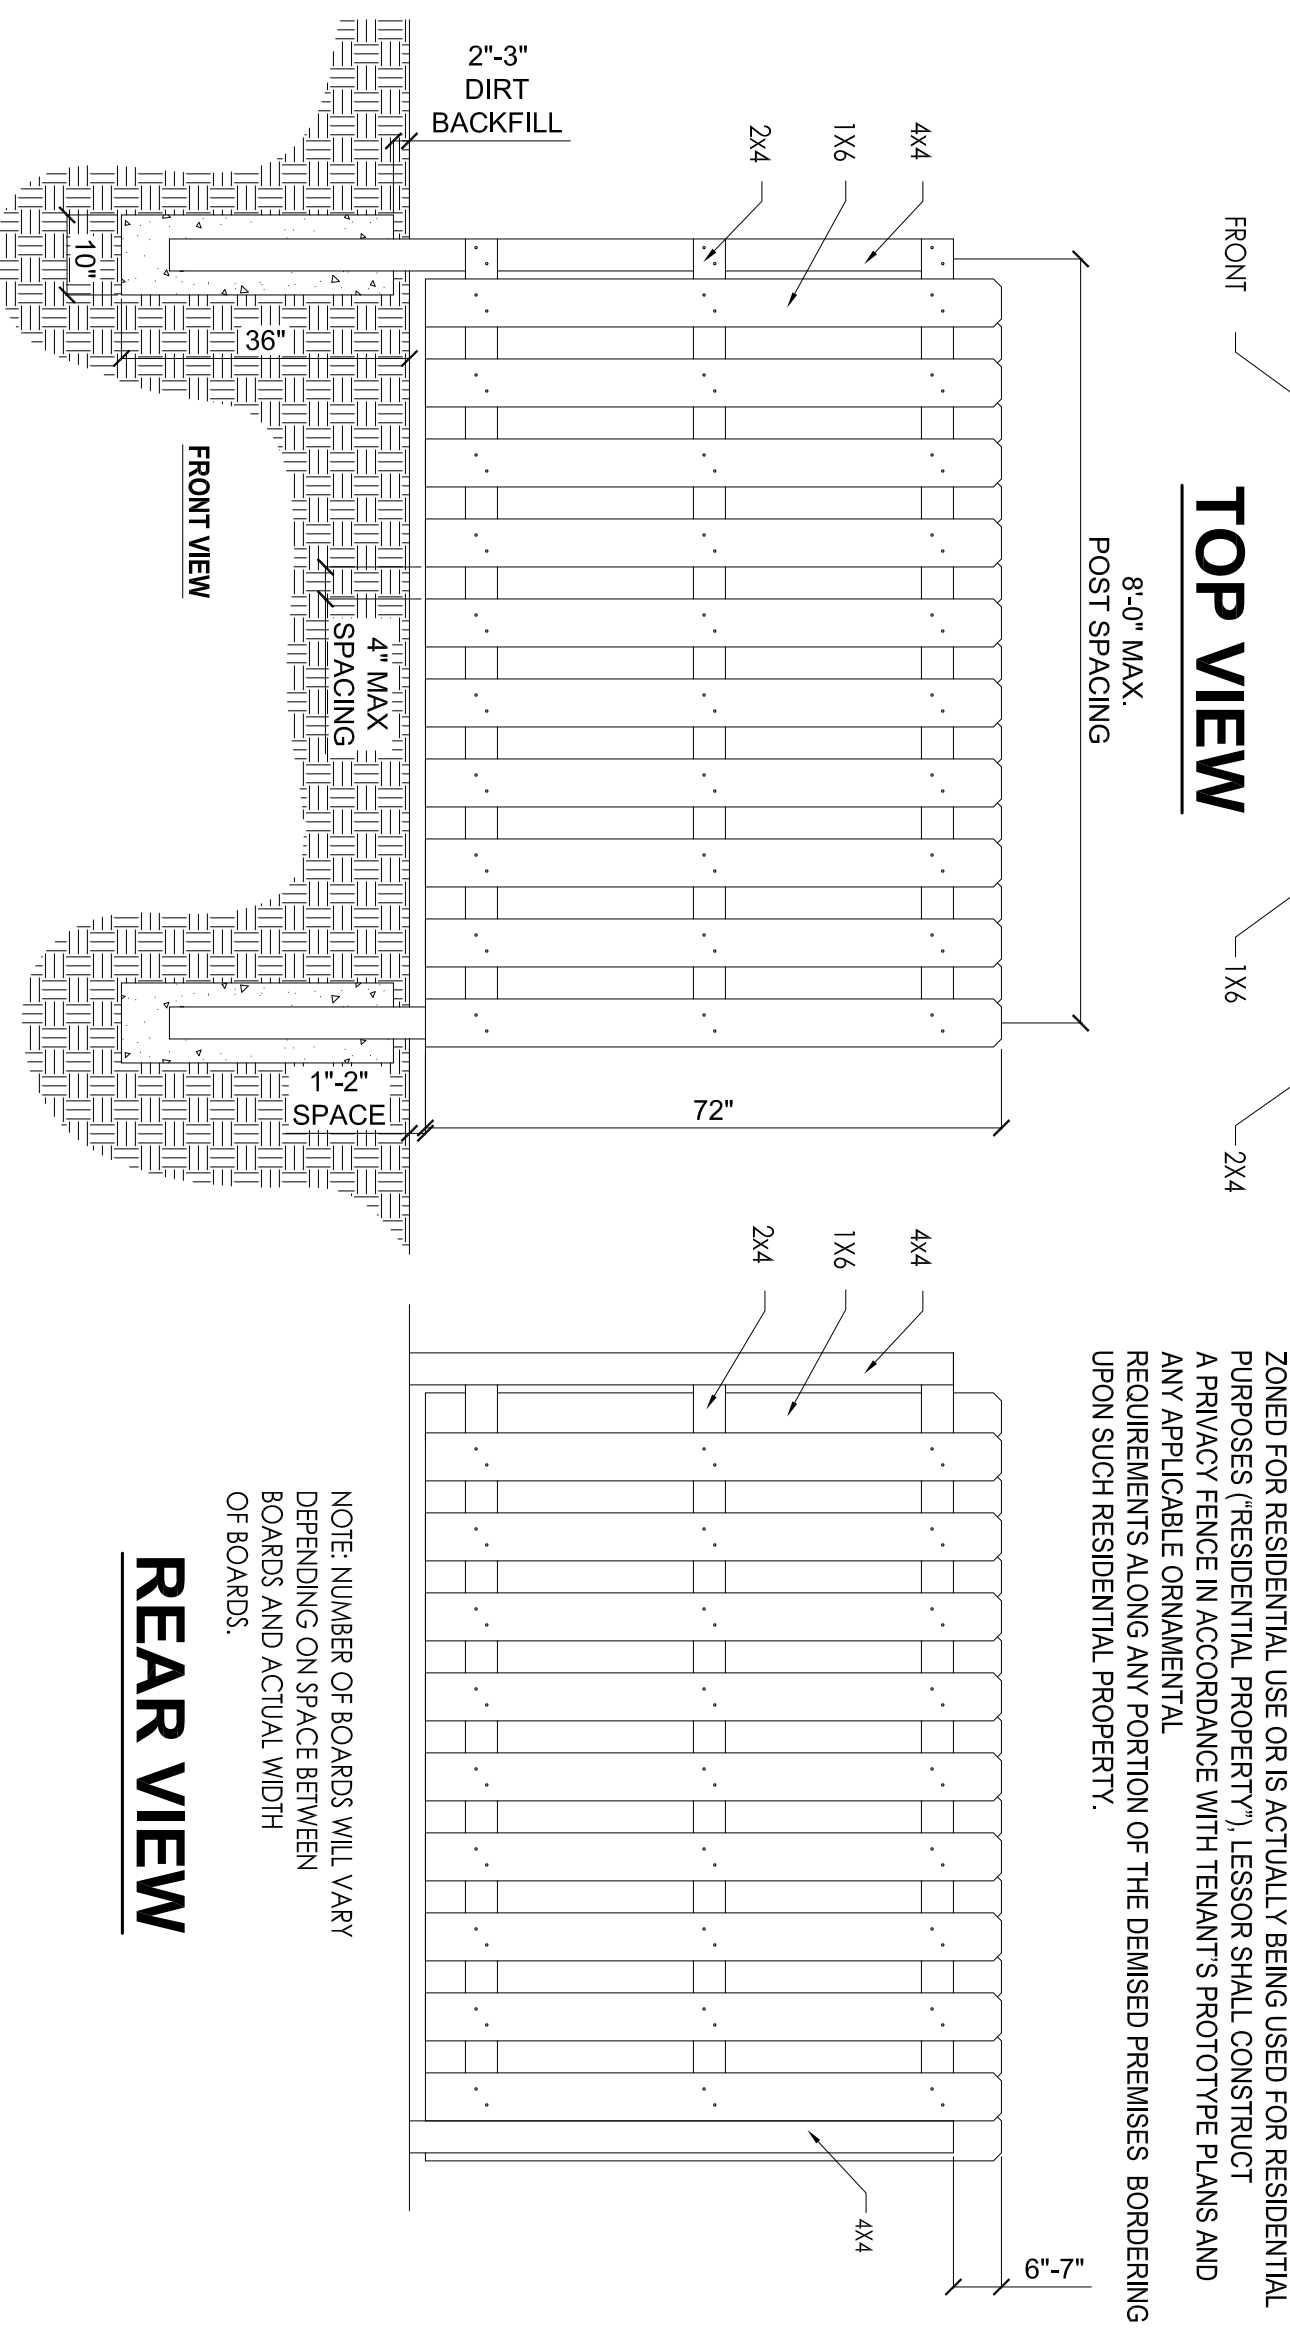 FRONT
1X6
2X4
TOP VIEW
ZONED FOR RESIDENTIAL USE OR IS ACTUALLY BEING USED FOR RESIDENTIAL
PURPOSES ("RESIDENTIAL PROPERTY"), LESSOR SHALL CONSTRUCT
A PRIVACY FENCE IN ACCORDANCE WITH TENANT'S PROTOTYPE PLANS AND
ANY APPLICABLE ORNAMENTAL
REQUIREMENTS ALONG ANY PORTION OF THE DEMISED PREMISES BORDERING
UPON SUCH RESIDENTIAL PROPERTY.
8'-0" MAX.
POST SPACING
4x4
1X6
2x4
2"-3"
DIRT
BACKFILL
72"
1"-2"
SPACE
4" MAX
SPACING
36"
10"
FRONT VIEW
6"-7"
4x4
1X6
2x4
4X4
NOTE: NUMBER OF BOARDS WILL VARY
DEPENDING ON SPACE BETWEEN
BOARDS AND ACTUAL WIDTH
OF BOARDS.
REAR VIEW